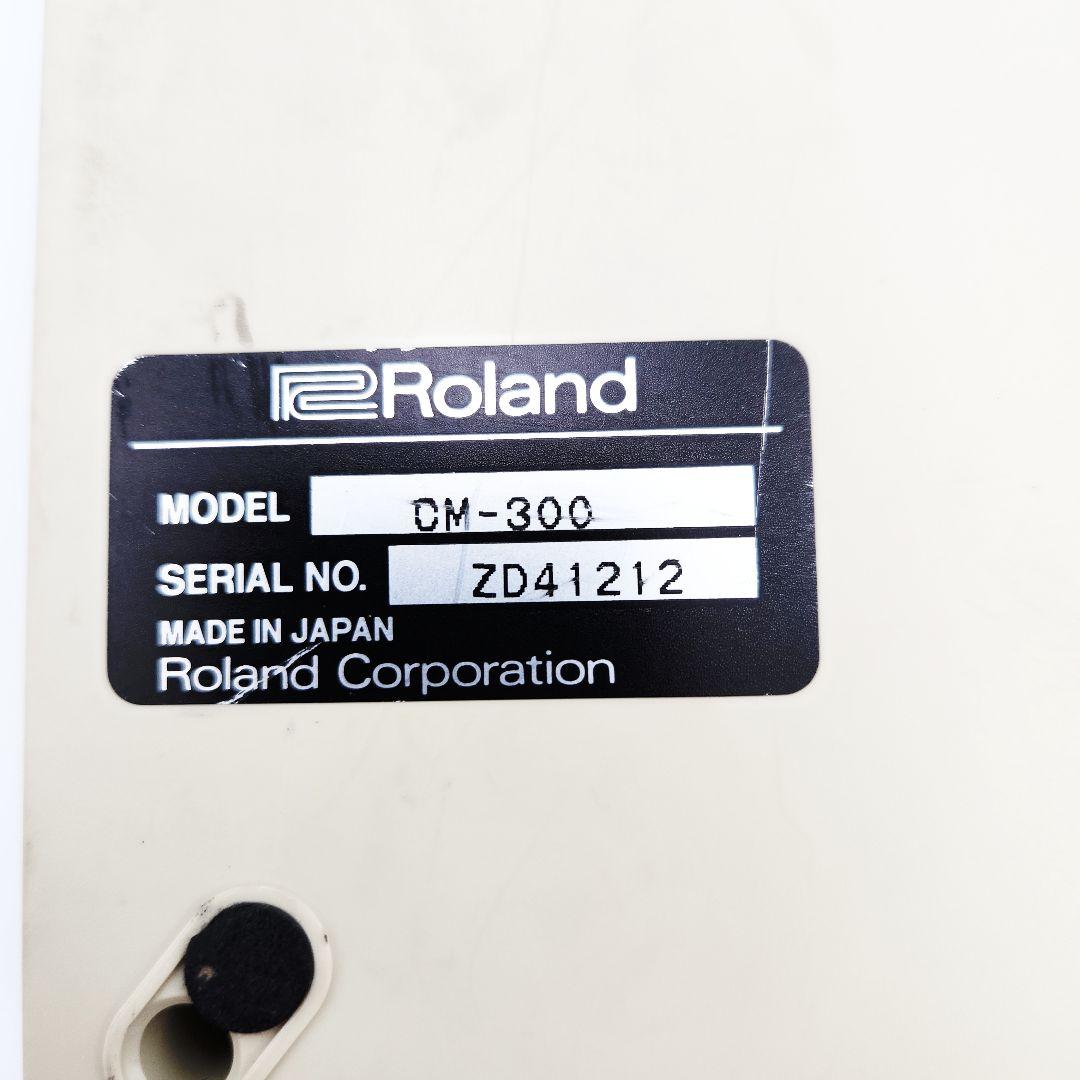 Roland
MODEL CM-300
SERIAL NO. ZD41212
MADE IN JAPAN
Roland Corporation